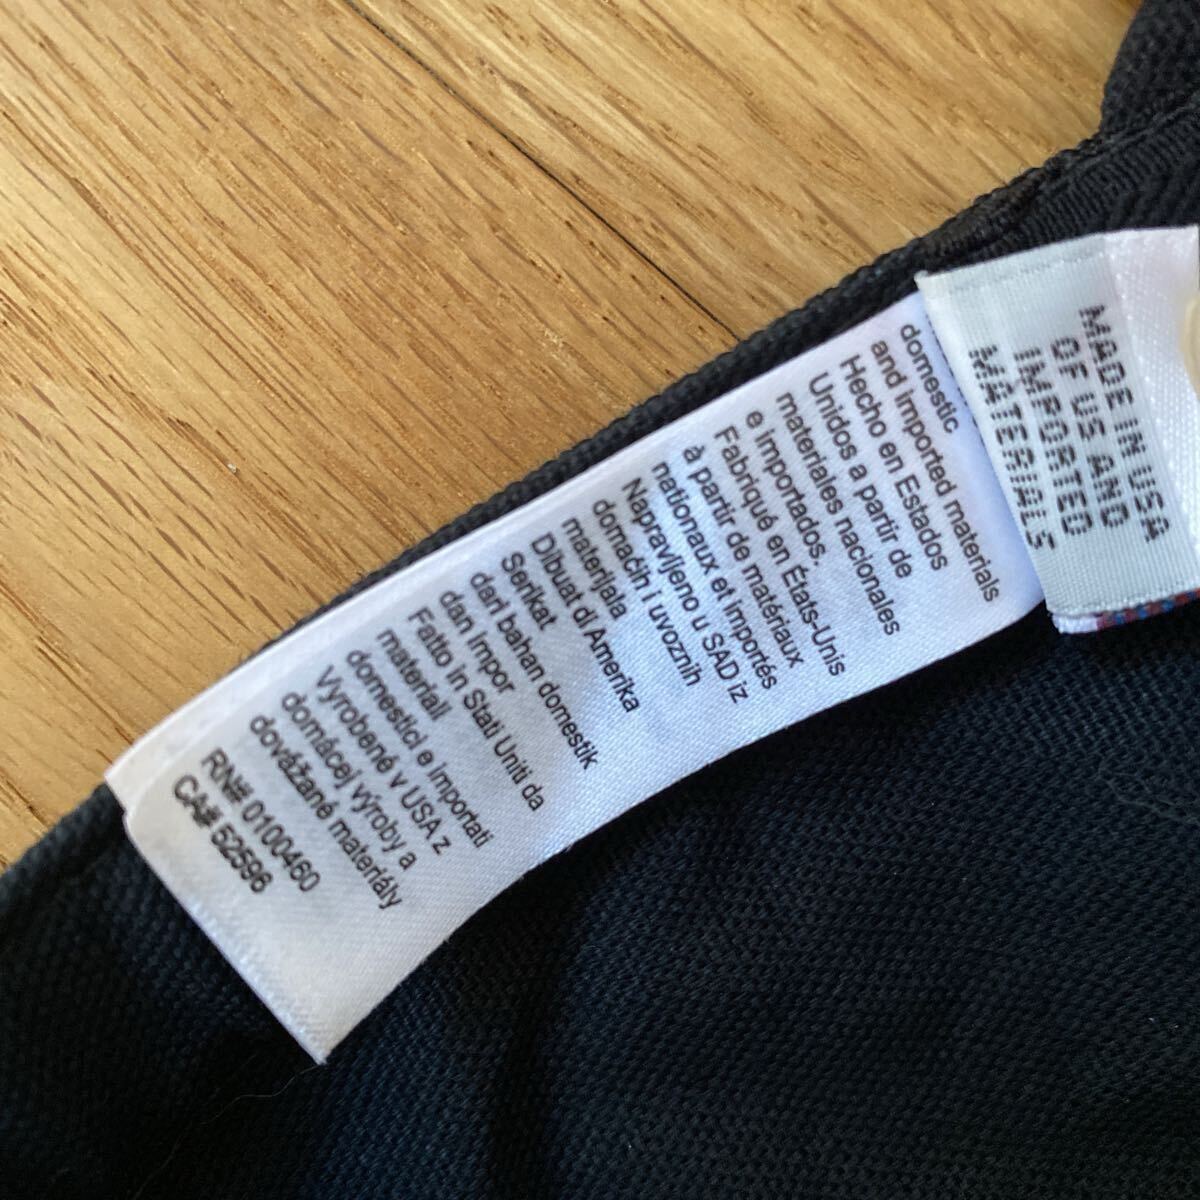 domestic
and imported materials
Hecho en Estados
Unidos a partir de
materiales nacionales
e importados.
Fabriqué en États-Unis
à partir de matériaux
nationaux et importés
Napravljeno u SAD iz
domaćih i uvoznih
materijala
Dibuat di Amerika
Serikat
dari bahan domestik
dan impor
Fatto in Stati Uniti da
materiali
domestici e importati
Vyrobené v USA z
domácej výroby a
dovážané materiály
RN# 0100460
CA# 52596
MADE IN USA
OF US AND
IMPORTED
MATERIALS